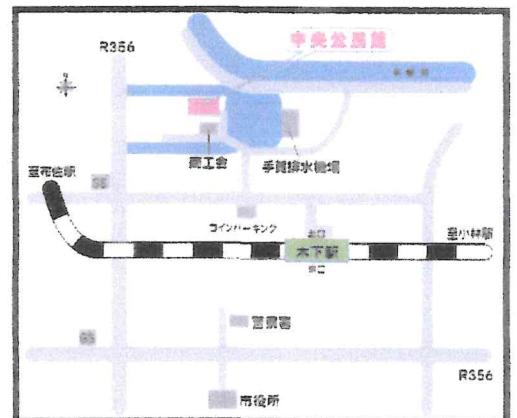 中央公民館
R356
商工会
手賀排水機場
至布佐駅
GS
コインパーキング
北口
至小林駅
木下駅
南口
GS
警察署
R356
市役所